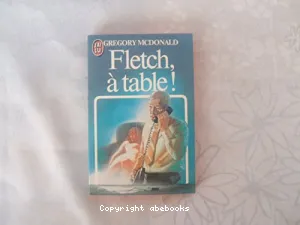 GREGORY MCDONALD
Fletch,
à table !
Copyright abebooks